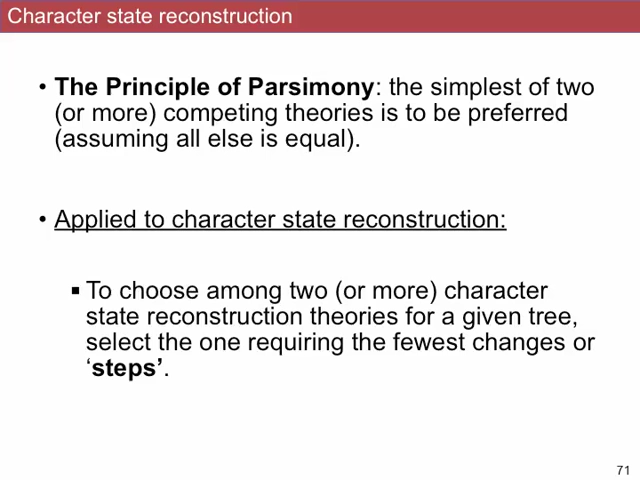 Character state reconstruction
• The Principle of Parsimony: the simplest of two
(or more) competing theories is to be preferred
(assuming all else is equal).
• Applied to character state reconstruction:
▪ To choose among two (or more) character
state reconstruction theories for a given tree,
select the one requiring the fewest changes or
‘steps’.
71